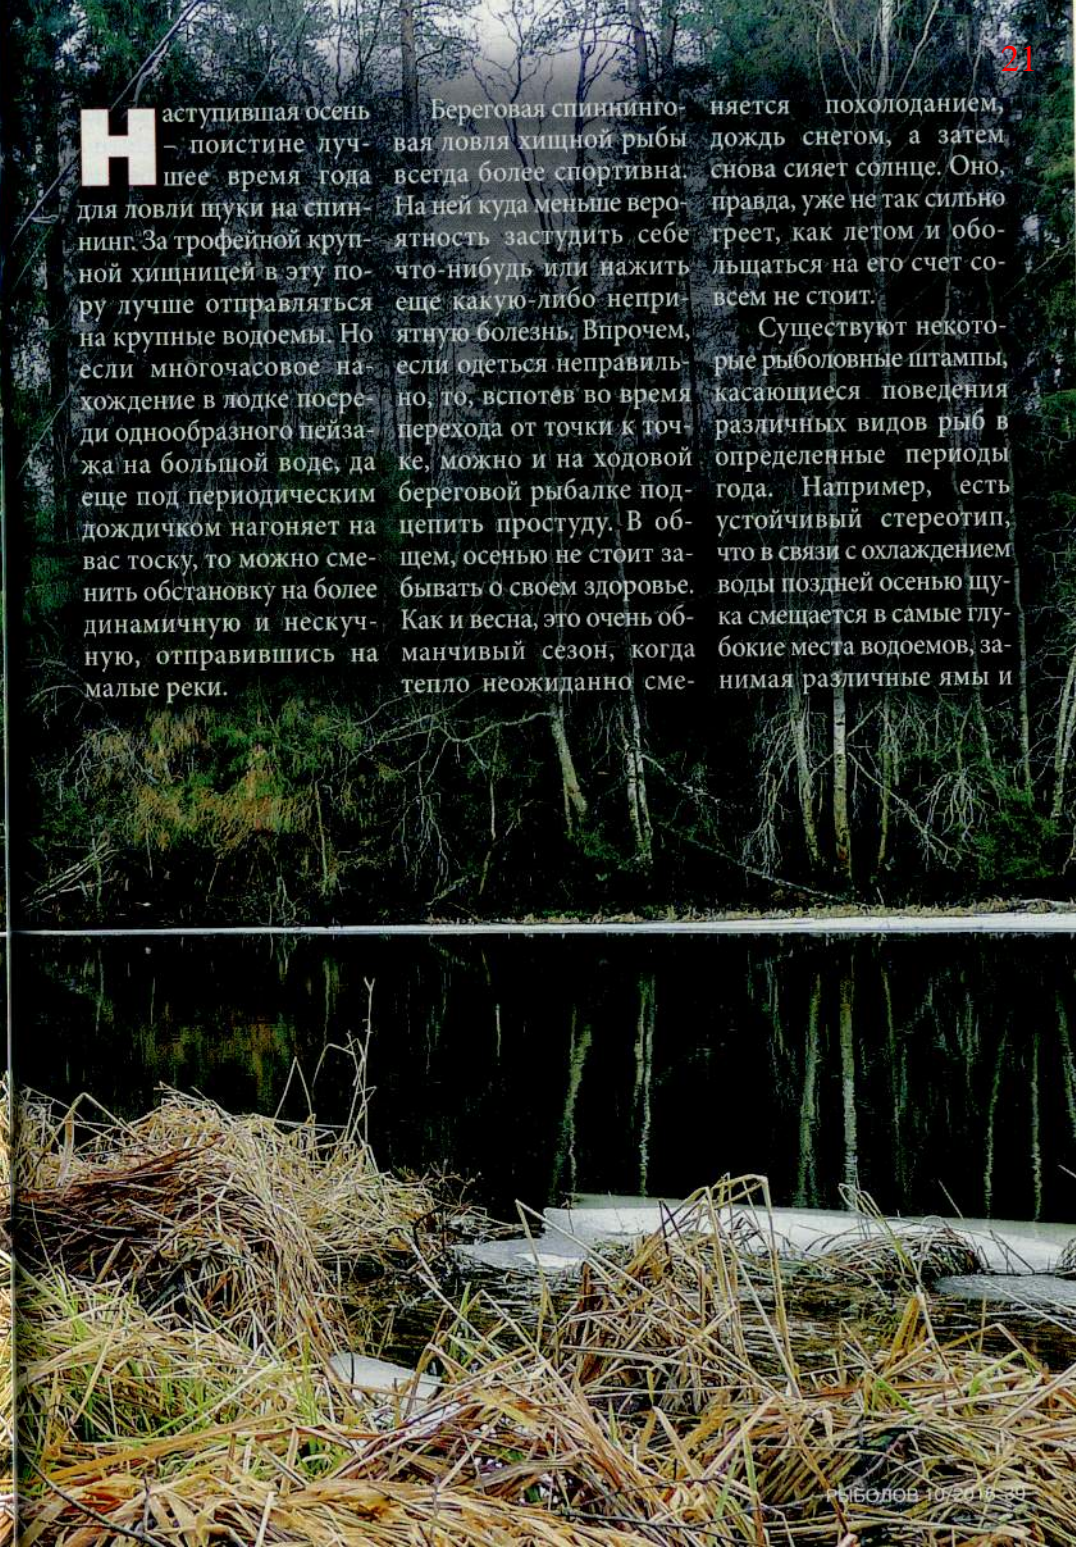 21
Наступившая осень
– поистине луч-
шее время года
для ловли щуки на спин-
нинг. За трофейной круп-
ной хищницей в эту по-
ру лучше отправляться
на крупные водоемы. Но
если многочасовое на-
хождение в лодке посре-
ди однообразного пейза-
жа на большой воде, да
еще под периодическим
дождичком нагоняет на
вас тоску, то можно сме-
нить обстановку на более
динамичную и нескуч-
ную, отправившись на
малые реки.
Береговая спиннинго-
вая ловля хищной рыбы
всегда более спортивна.
На ней куда меньше веро-
ятность застудить себе
что-нибудь или нажить
еще какую-либо непри-
ятную болезнь. Впрочем,
если одеться неправиль-
но, то, вспотев во время
перехода от точки к точ-
ке, можно и на ходовой
береговой рыбалке под-
цепить простуду. В об-
щем, осенью не стоит за-
бывать о своем здоровье.
Как и весна, это очень об-
манчивый сезон, когда
тепло неожиданно сме-
няется похолоданием,
дождь снегом, а затем
снова сияет солнце. Оно,
правда, уже не так сильно
греет, как летом и обо-
льщаться на его счет со-
всем не стоит.
Существуют некото-
рые рыболовные штампы,
касающиеся поведения
различных видов рыб в
определенные периоды
года. Например, есть
устойчивый стереотип,
что в связи с охлаждением
воды поздней осенью щу-
ка смещается в самые глу-
бокие места водоемов, за-
нимая различные ямы и
РЫБОЛОВ 10/2018 39